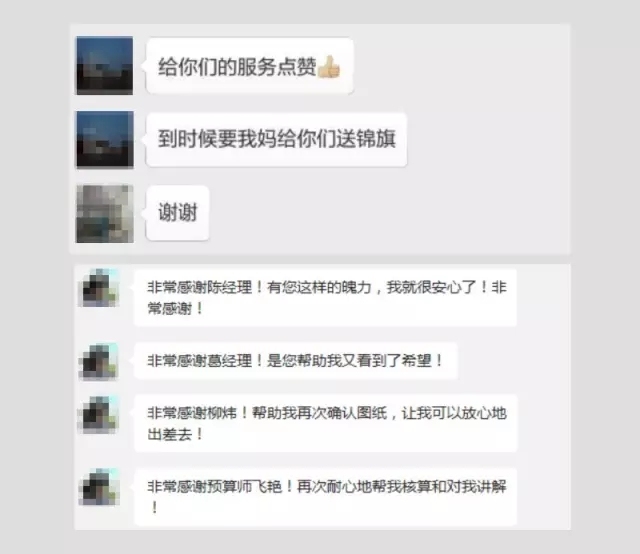 给你们的服务点赞👍🏼
到时候要我妈给你们送锦旗
谢谢
非常感谢陈经理！有您这样的魄力，我就很安心了！非
常感谢！
非常感谢葛经理！是您帮助我又看到了希望！
非常感谢柳炜！帮助我再次确认图纸，让我可以放心地
出差去！
非常感谢预算师飞艳！再次耐心地帮我核算和对我讲解
！